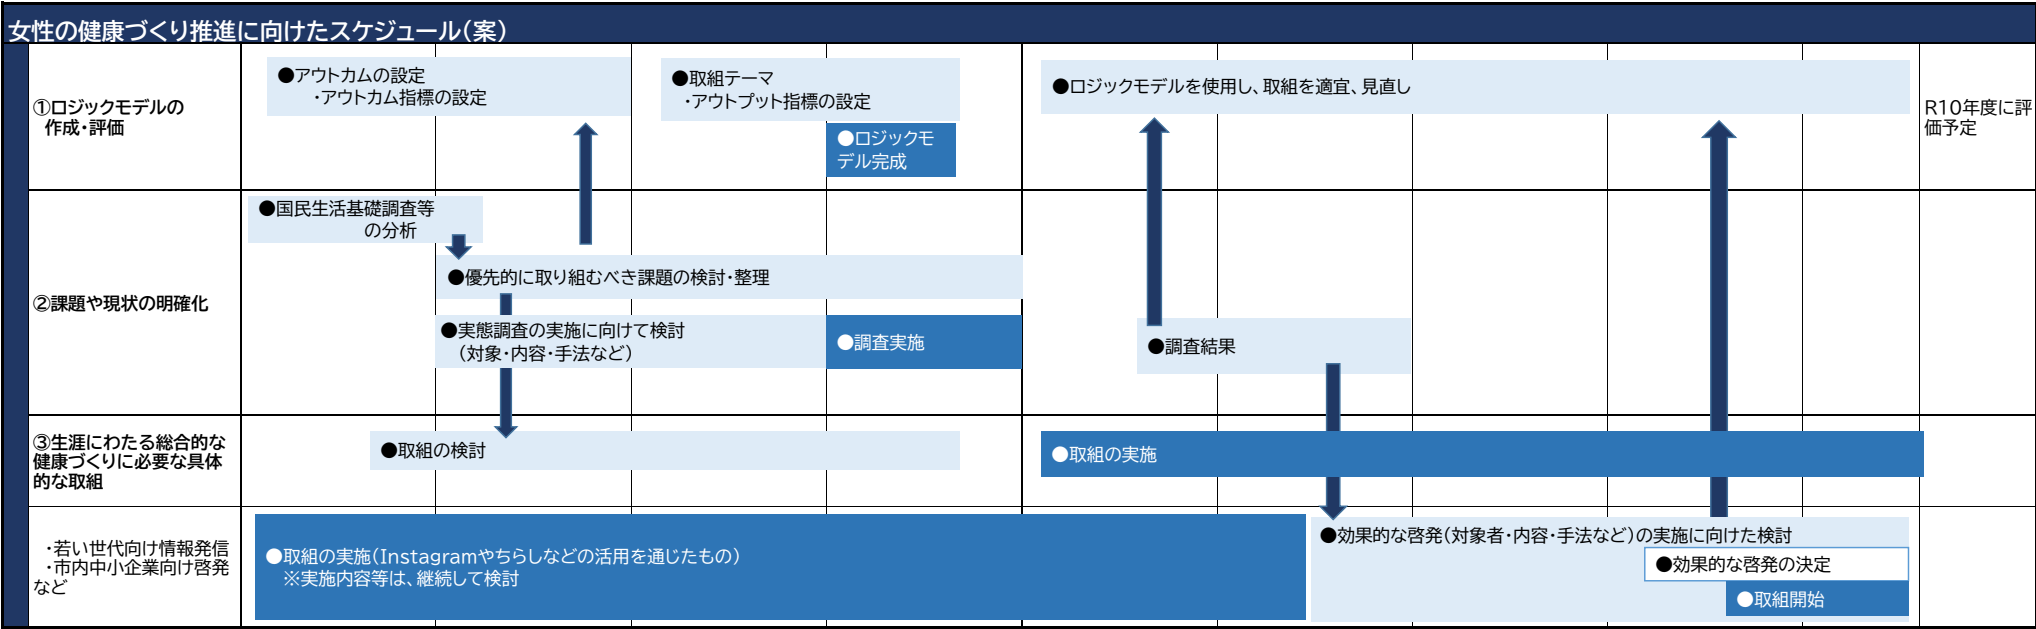 女性の健康づくり推進に向けたスケジュール（案）
①ロジックモデルの
作成・評価
●アウトカムの設定
・アウトカム指標の設定
●取組テーマ
・アウトプット指標の設定
●ロジックモ
デル完成
●ロジックモデルを使用し、取組を適宜、見直し
R10年度に評
価予定
②課題や現状の明確化
●国民生活基礎調査等
の分析
●優先的に取り組むべき課題の検討・整理
●実態調査の実施に向けて検討
（対象・内容・手法など）
●調査実施
●調査結果
③生涯にわたる総合的な
健康づくりに必要な具体
的な取組
●取組の検討
●取組の実施
・若い世代向け情報発信
・市内中小企業向け啓発
など
●取組の実施（Instagramやちらしなどの活用を通じたもの）
※実施内容等は、継続して検討
●効果的な啓発（対象者・内容・手法など）の実施に向けた検討
●効果的な啓発の決定
●取組開始